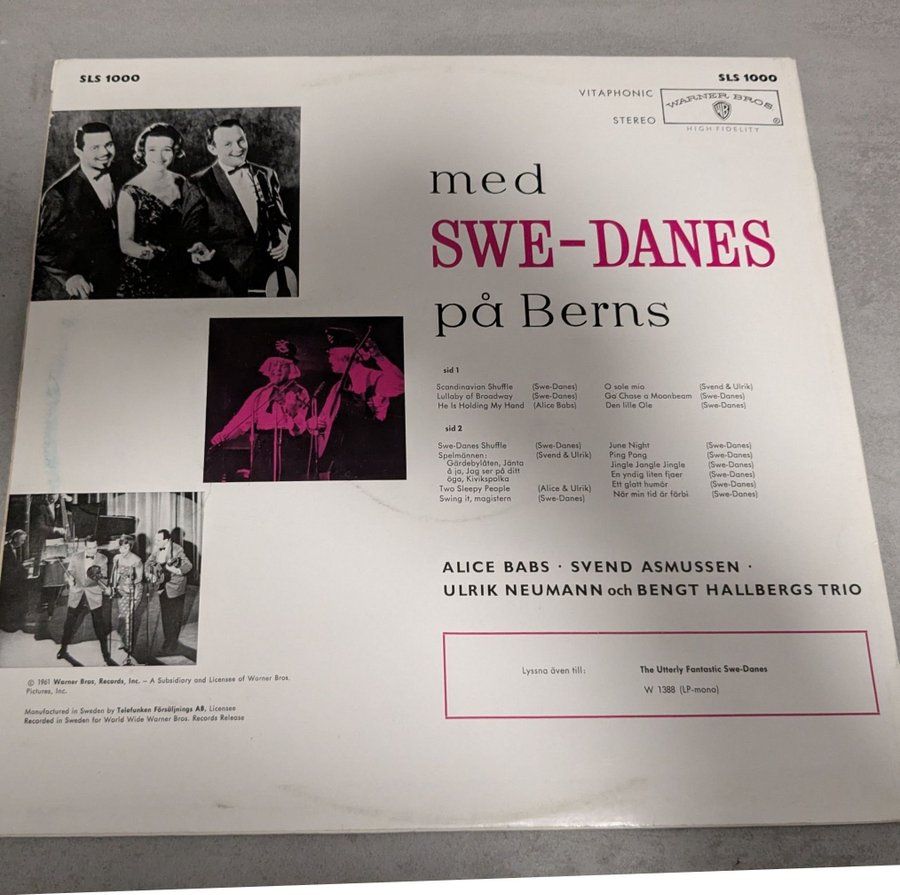 SLS 1000
SLS 1000
VITAPHONIC
STEREO
WARNER BROS
WB
®
HIGH FIDELITY
med
SWE-DANES
på Berns
sid 1
Scandinavian Shuffle (Swe-Danes) O sole mio (Svend & Ulrik)
Lullaby of Broadway (Swe-Danes) Go Chase a Moonbeam (Swe-Danes)
He Is Holding My Hand (Alice Babs) Den lille Ole (Swe-Danes)
sid 2
Swe-Danes Shuffle (Swe-Danes) June Night (Swe-Danes)
Spelmännen: (Svend & Ulrik) Ping Pong (Swe-Danes)
Gärdebylåten, Jänta Jingle Jangle Jingle (Swe-Danes)
å ja, Jag ser på ditt En yndig liten fjaer (Swe-Danes)
öga, Kivikspolka Ett glatt humör (Swe-Danes)
Two Sleepy People (Alice & Ulrik) När min tid är förbi (Swe-Danes)
Swing it, magistern (Swe-Danes)
ALICE BABS · SVEND ASMUSSEN ·
ULRIK NEUMANN och BENGT HALLBERGS TRIO
Lyssna även till: The Utterly Fantastic Swe-Danes
W 1388 (LP-mono)
© 1961 Warner Bros. Records, Inc. – A Subsidiary and Licensee of Warner Bros.
Pictures, Inc.
Manufactured in Sweden by Telefunken Försäljnings AB, Licensee
Recorded in Sweden for World Wide Warner Bros. Records Release